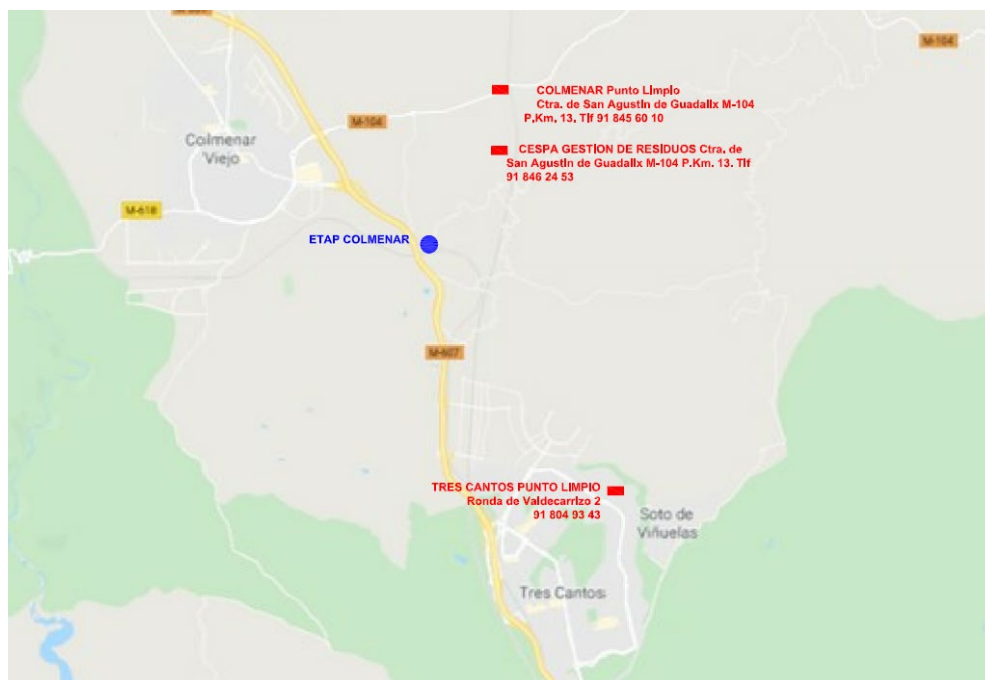 M-104
COLMENAR Punto Limpio
Ctra. de San Agustin de Guadalix M-104
P.Km. 13. Tlf 91 845 60 10
M-104
Colmenar
Viejo
CESPA GESTION DE RESIDUOS Ctra. de
San Agustin de Guadalix M-104 P.Km. 13. Tlf
91 846 24 53
M-618
ETAP COLMENAR
M-607
TRES CANTOS PUNTO LIMPIO
Ronda de Valdecarrizo 2
91 804 93 43
Soto de
Viñuelas
Tres Cantos